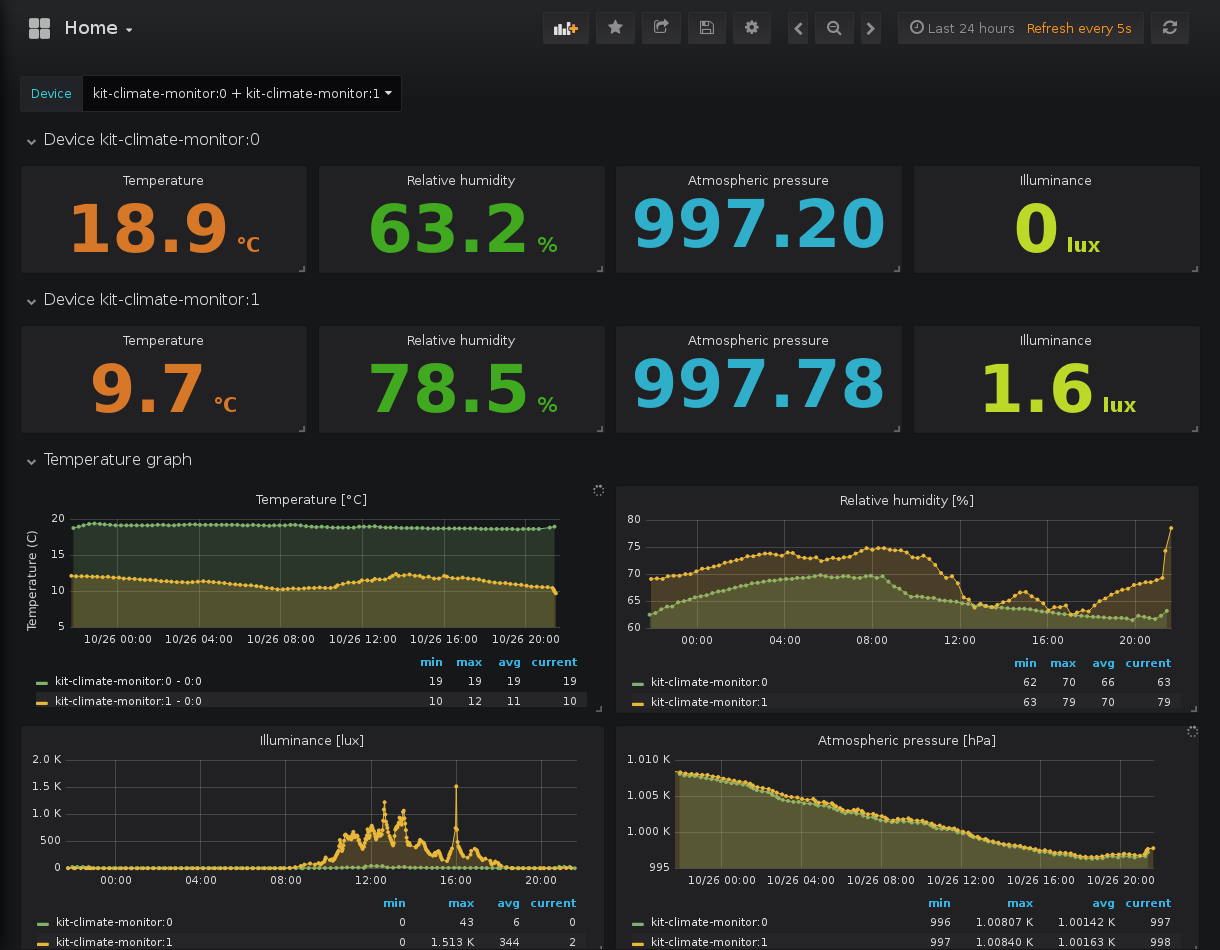 Home
Last 24 hours Refresh every 5s
Device kit-climate-monitor:0 + kit-climate-monitor:1
Device kit-climate-monitor:0
Temperature Relative humidity Atmospheric pressure Illuminance
18.9 °C 63.2 % 997.20 0 lux
Device kit-climate-monitor:1
Temperature Relative humidity Atmospheric pressure Illuminance
9.7 °C 78.5 % 997.78 1.6 lux
Temperature graph
Temperature [°C]
Temperature (C)
20
15
10
5
10/26 00:00 10/26 04:00 10/26 08:00 10/26 12:00 10/26 16:00 10/26 20:00
min max avg current
kit-climate-monitor:0 - 0:0 19 19 19 19
kit-climate-monitor:1 - 0:0 10 12 11 10
Relative humidity [%]
80
75
70
65
60
00:00 04:00 08:00 12:00 16:00 20:00
min max avg current
kit-climate-monitor:0 62 70 66 63
kit-climate-monitor:1 63 79 70 79
Illuminance [lux]
2.0 K
1.5 K
1.0 K
500
0
00:00 04:00 08:00 12:00 16:00 20:00
min max avg current
kit-climate-monitor:0 0 43 6 0
kit-climate-monitor:1 0 1.513 K 344 2
Atmospheric pressure [hPa]
1.010 K
1.005 K
1.000 K
995
10/26 00:00 10/26 04:00 10/26 08:00 10/26 12:00 10/26 16:00 10/26 20:00
min max avg current
kit-climate-monitor:0 996 1.00807 K 1.00142 K 997
kit-climate-monitor:1 997 1.00840 K 1.00163 K 998